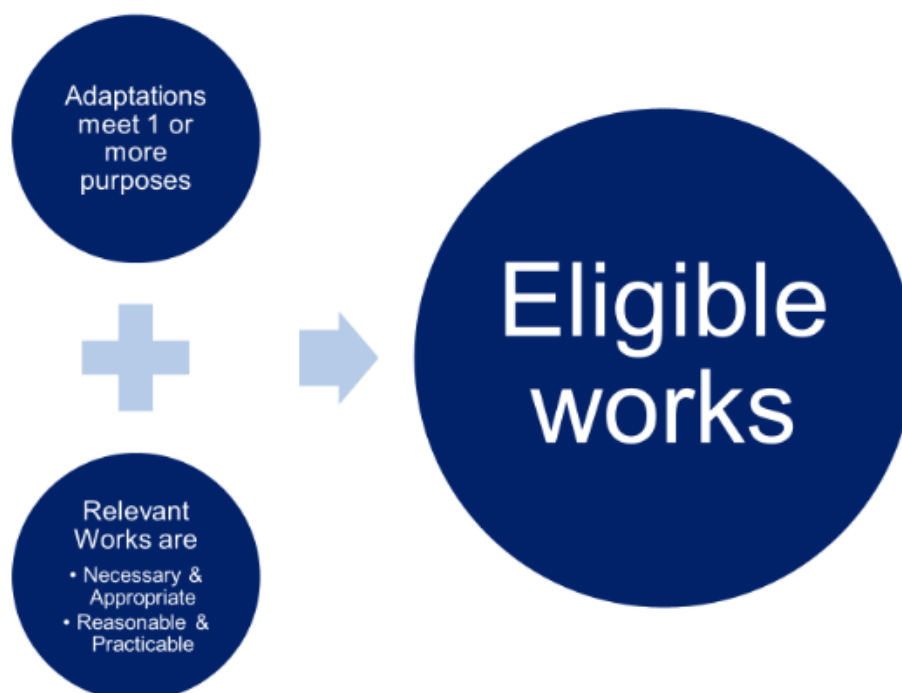 Adaptations
meet 1 or
more
purposes
Relevant
Works are
• Necessary &
Appropriate
• Reasonable &
Practicable
Eligible
works